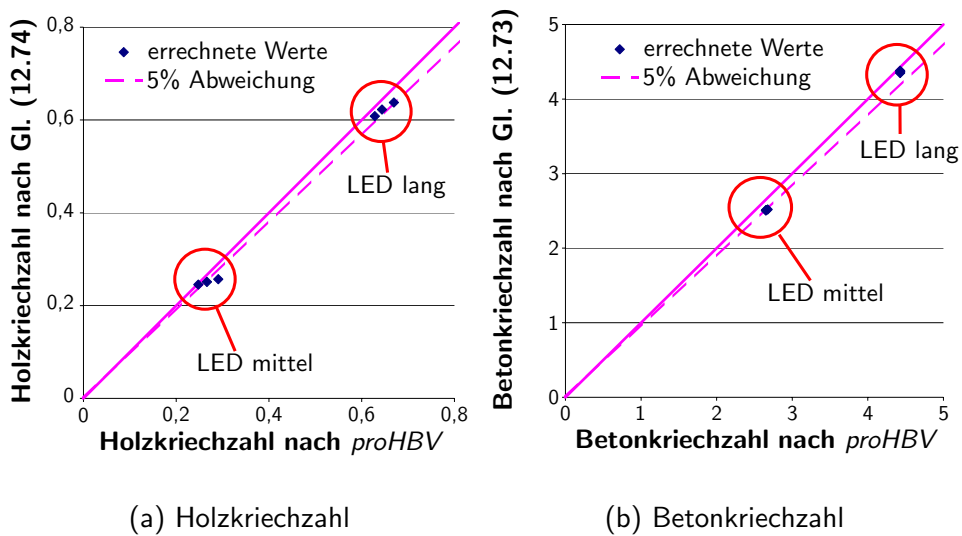 Holzkriechzahl nach Gl. (12.74)
0,8
0,6
0,4
0,2
0
errechnete Werte
5% Abweichung
LED lang
LED mittel
0
0,2
0,4
0,6
0,8
Holzkriechzahl nach proHBV
(a) Holzkriechzahl
Betonkriechzahl nach Gl. (12.73)
5
4
3
2
1
0
errechnete Werte
5% Abweichung
LED lang
LED mittel
0
1
2
3
4
5
Betonkriechzahl nach proHBV
(b) Betonkriechzahl